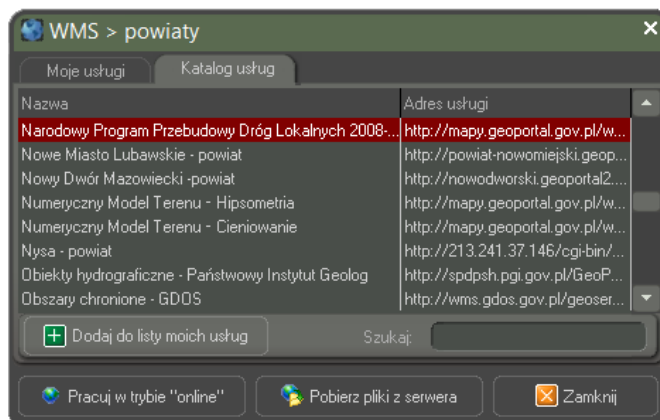 WMS > powiaty
Moje usługi Katalog usług
Nazwa Adres usługi
Narodowy Program Przebudowy Dróg Lokalnych 2008-... http://mapy.geoportal.gov.pl/w...
Nowe Miasto Lubawskie - powiat http://powiat-nowomiejski.geop...
Nowy Dwór Mazowiecki -powiat http://nowodworski.geoportal2....
Numeryczny Model Terenu - Hipsometria http://mapy.geoportal.gov.pl/w...
Numeryczny Model Terenu - Cieniowanie http://mapy.geoportal.gov.pl/w...
Nysa - powiat http://213.241.37.146/cgi-bin/...
Obiekty hydrograficzne - Państwowy Instytut Geolog http://spdpsh.pgi.gov.pl/GeoP...
Obszary chronione - GDOS http://wms.gdos.gov.pl/geoser...
Dodaj do listy moich usług Szukaj:
Pracuj w trybie "online" Pobierz pliki z serwera Zamknij